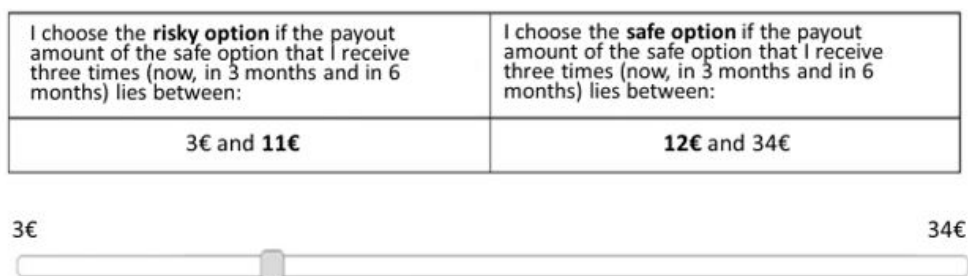 I choose the risky option if the payout
amount of the safe option that I receive
three times (now, in 3 months and in 6
months) lies between:
I choose the safe option if the payout
amount of the safe option that I receive
three times (now, in 3 months and in 6
months) lies between:
3€ and 11€
12€ and 34€
3€
34€